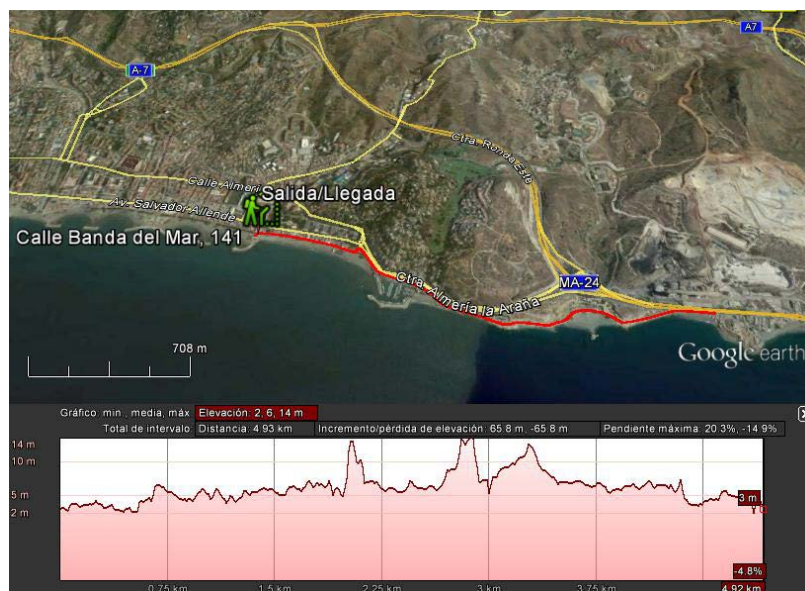 A7
A-7
Ctra. Ronda Este
Calle Almerí
Salida/Llegada
Av. Salvador Allende
Calle Banda del Mar, 141
Ctra. Almería la Araña
MA-24
708 m
Google earth
Gráfico: min., media, máx. Elevación: 2, 6, 14 m
Total de intervalo: Distancia: 4.93 km Incremento/pérdida de elevación: 65.8 m, -65.8 m Pendiente máxima: 20.3%, -14.9%
14 m
10 m
5 m
2 m
3 m
-4.8%
0.75 km 1.5 km 2.25 km 3 km 3.75 km 4.92 km